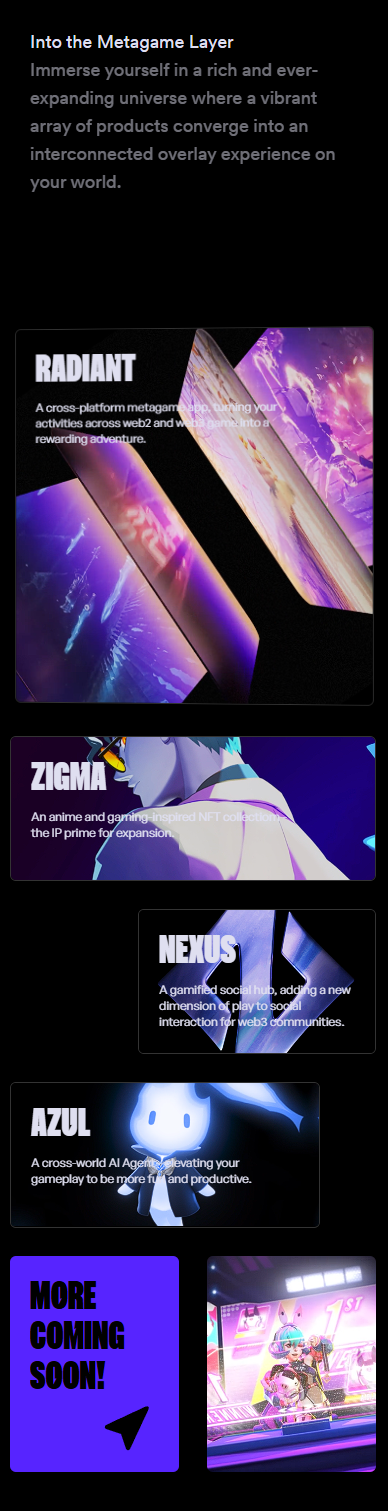 Into the Metagame Layer
Immerse yourself in a rich and ever-
expanding universe where a vibrant
array of products converge into an
interconnected overlay experience on
your world.
RADIANT
A cross-platform metagame app, turning your
activities across web2 and web3 game into a
rewarding adventure.
ZIGMA
An anime and gaming-inspired NFT collection,
the IP prime for expansion.
NEXUS
A gamified social hub, adding a new
dimension of play to social
interaction for web3 communities.
AZUL
A cross-world AI Agent, elevating your
gameplay to be more fun and productive.
MORE
COMING
SOON!
1ST